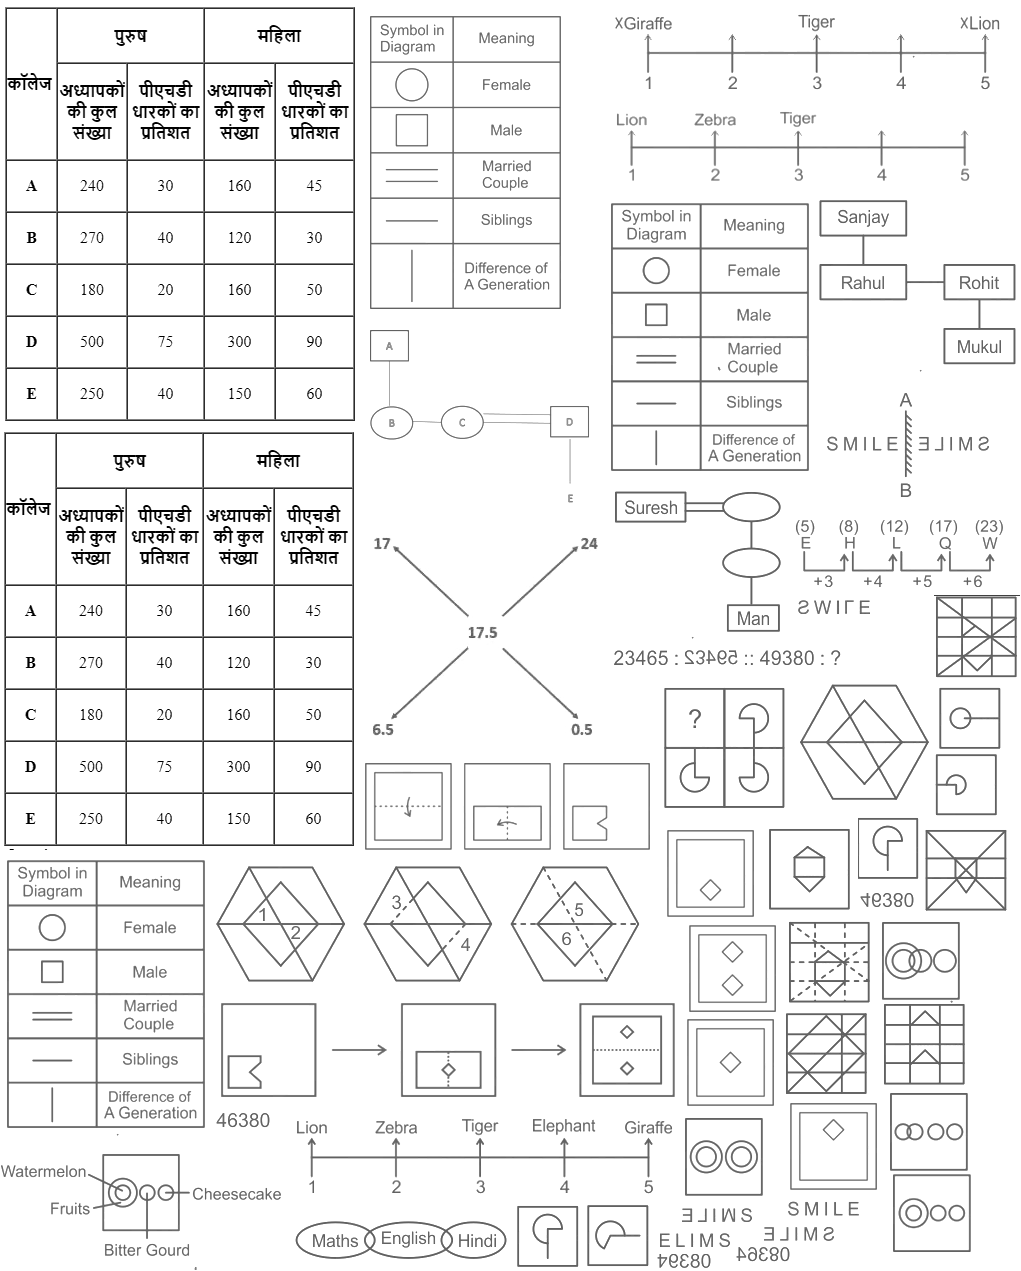 कॉलेज
पुरुष
महिला
अध्यापकों की कुल संख्या
पीएचडी धारकों का प्रतिशत
अध्यापकों की कुल संख्या
पीएचडी धारकों का प्रतिशत
A 240 30 160 45
B 270 40 120 30
C 180 20 160 50
D 500 75 300 90
E 250 40 150 60
कॉलेज
पुरुष
महिला
अध्यापकों की कुल संख्या
पीएचडी धारकों का प्रतिशत
अध्यापकों की कुल संख्या
पीएचडी धारकों का प्रतिशत
A 240 30 160 45
B 270 40 120 30
C 180 20 160 50
D 500 75 300 90
E 250 40 150 60
Symbol in Diagram
Meaning
Female
Male
Married Couple
Siblings
Difference of A Generation
A
B
C
D
E
17
24
17.5
6.5
0.5
XGiraffe
Tiger
XLion
1 2 3 4 5
Lion Zebra Tiger
1 2 3 4 5
Symbol in Diagram
Meaning
Female
Male
Married Couple
Siblings
Difference of A Generation
Sanjay
Rahul
Rohit
Mukul
A
SMILE
B
Suresh
Man
(5) (8) (12) (17) (23)
E H L Q W
+3 +4 +5 +6
23465 : 59462 :: 49380 : ?
?
Symbol in Diagram
Meaning
Female
Male
Married Couple
Siblings
Difference of A Generation
1
2
3
4
5
6
46380
46380
Lion Zebra Tiger Elephant Giraffe
1 2 3 4 5
Watermelon
Fruits
Cheesecake
Bitter Gourd
Maths
English
Hindi
SMILE
ELIMS